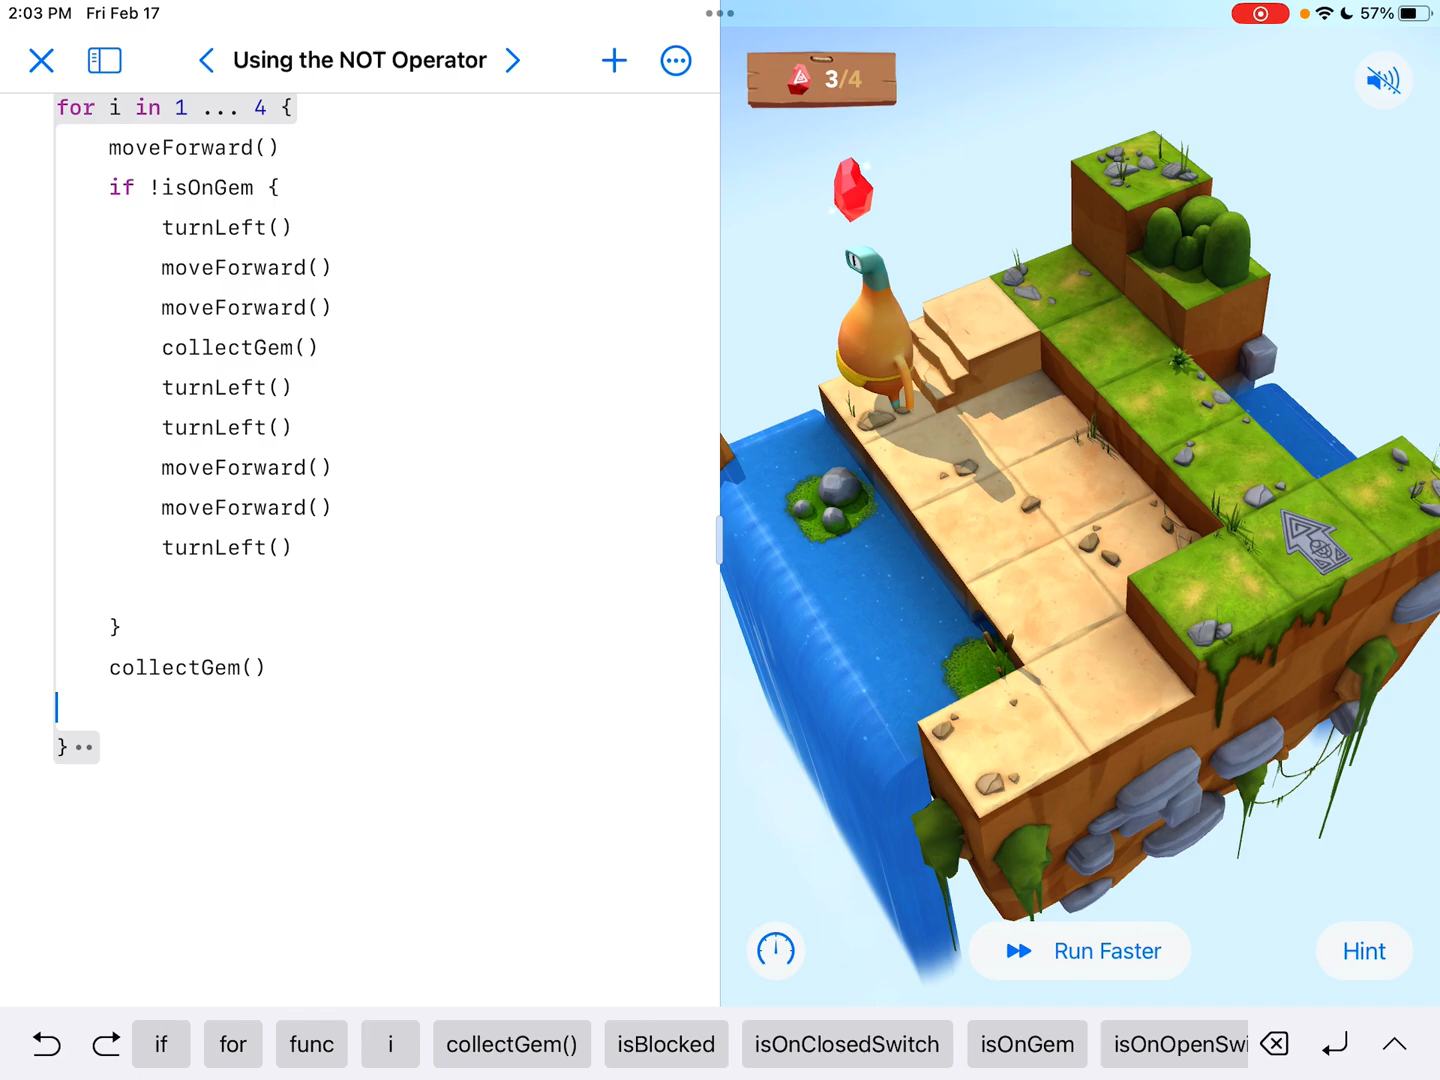 2:03 PM Fri Feb 17
57%
Using the NOT Operator
for i in 1 ... 4 {
moveForward()
if !isOnGem {
turnLeft()
moveForward()
moveForward()
collectGem()
turnLeft()
turnLeft()
moveForward()
moveForward()
turnLeft()
}
collectGem()
}
3/4
Run Faster
Hint
if for func i collectGem() isBlocked isOnClosedSwitch isOnGem isOnOpenSwi